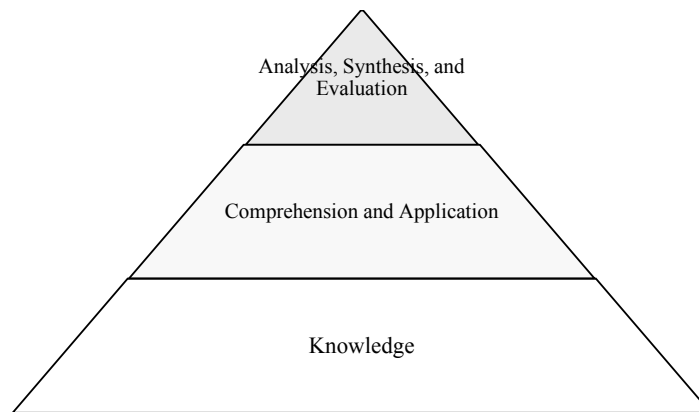 Analysis, Synthesis, and
Evaluation
Comprehension and Application
Knowledge